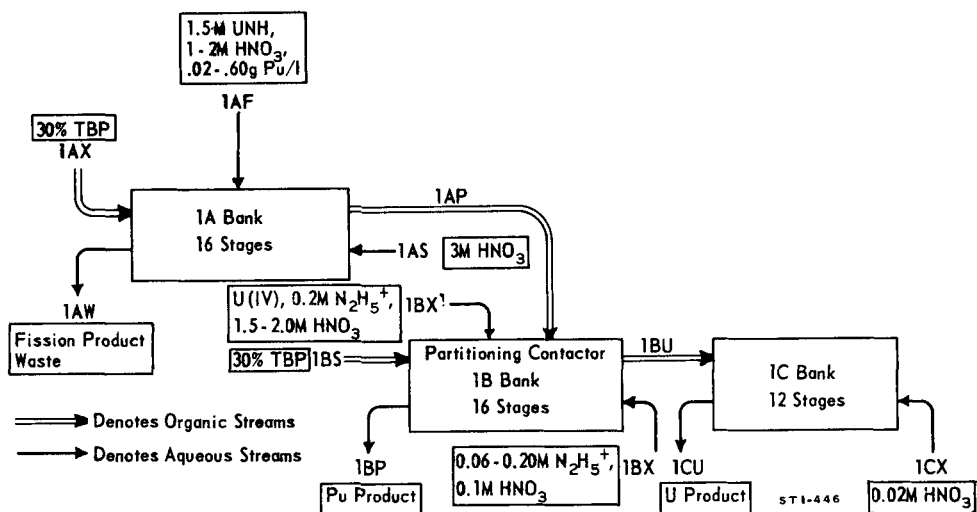 1.5M UNH,
1-2M HNO3,
.02-.60g Pu/l
1AF
30% TBP
1AX
1A Bank
16 Stages
1AP
1AS
3M HNO3
1AW
Fission Product
Waste
U(IV), 0.2M N2H5+,
1.5-2.0M HNO3
1BX'
30% TBP
1BS
Partitioning Contactor
1B Bank
16 Stages
1BU
1C Bank
12 Stages
Denotes Organic Streams
Denotes Aqueous Streams
1BP
Pu Product
0.06-0.20M N2H5+,
0.1M HNO3
1BX
1CU
U Product
STI-446
1CX
0.02M HNO3